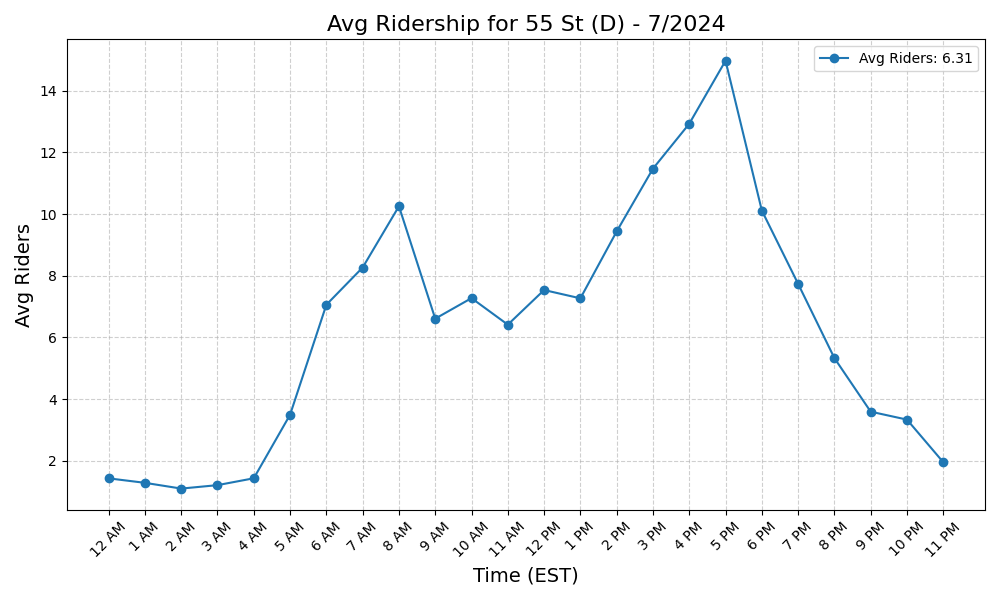 Avg Ridership for 55 St (D) - 7/2024
Avg Riders: 6.31
Avg Riders
14
12
10
8
6
4
2
12 AM
1 AM
2 AM
3 AM
4 AM
5 AM
6 AM
7 AM
8 AM
9 AM
10 AM
11 AM
12 PM
1 PM
2 PM
3 PM
4 PM
5 PM
6 PM
7 PM
8 PM
9 PM
10 PM
11 PM
Time (EST)